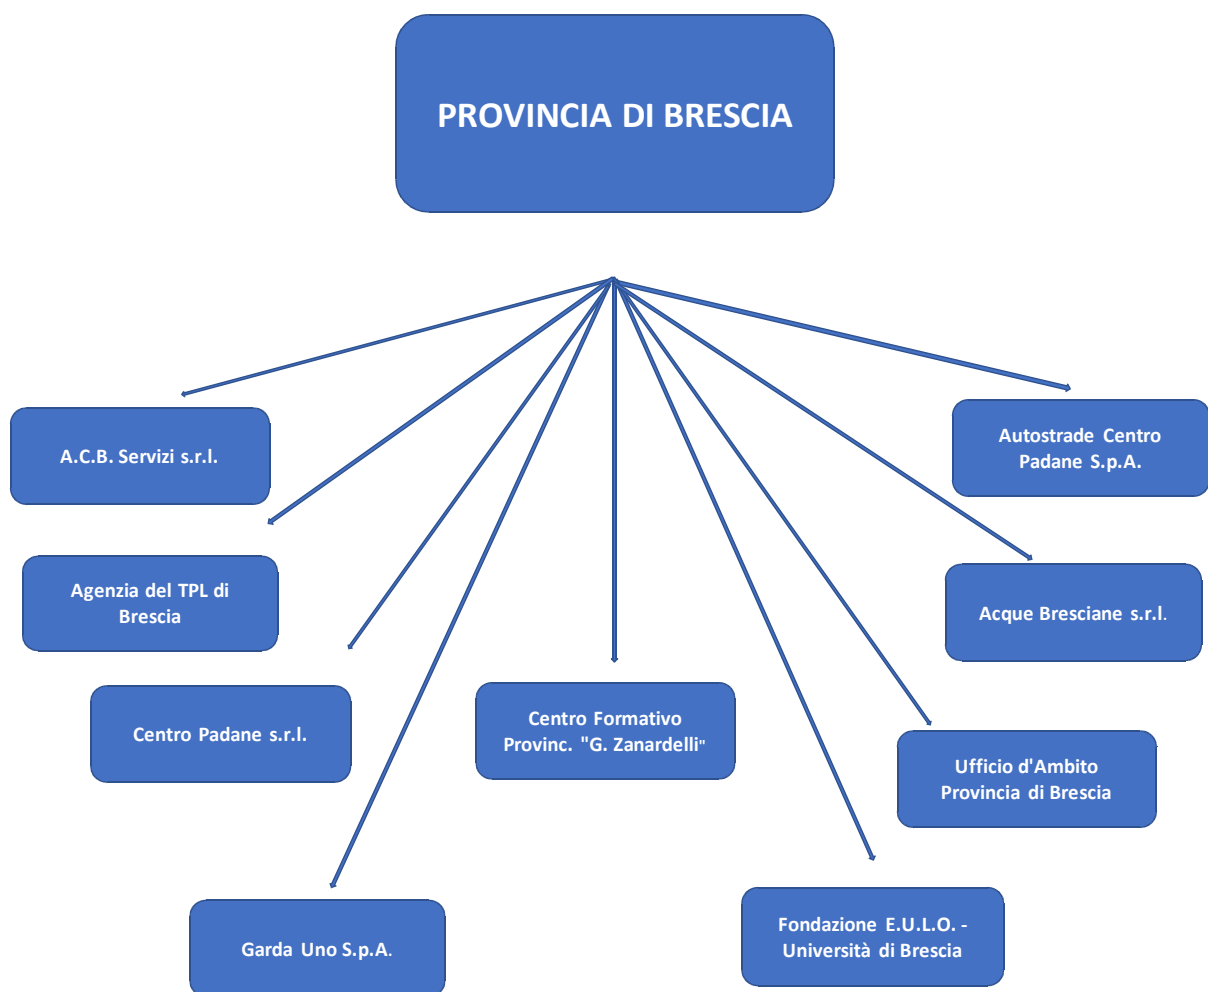 PROVINCIA DI BRESCIA
A.C.B. Servizi s.r.l.
Autostrade Centro
Padane S.p.A.
Agenzia del TPL di
Brescia
Acque Bresciane s.r.l.
Centro Padane s.r.l.
Centro Formativo
Provinc. "G. Zanardelli"
Ufficio d'Ambito
Provincia di Brescia
Garda Uno S.p.A.
Fondazione E.U.L.O. -
Università di Brescia